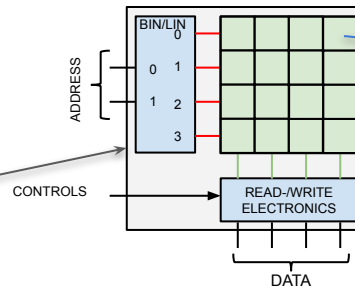 BIN/LIN
0
ADDRESS
0
1
1
2
3
CONTROLS
READ-/WRITE
ELECTRONICS
DATA